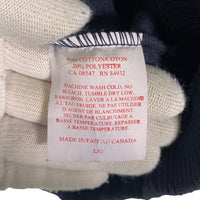 80% COTTON/COTON
20% POLYESTER
CA 08547 RN 84932
MACHINE WASH COLD, NO
BLEACH, TUMBLE DRY LOW,
WARM IRON. LAVER A LA MACHINE
A L'EAU FROIDE. NE PAS UTILISER
D'EAU DE JAVEL.
SECHER PAR CULBUTAGE
A BASSE TEMPERATURE. REPASSER
A BASSE TEMPERATURE.
MADE IN/FAIT AU CANADA